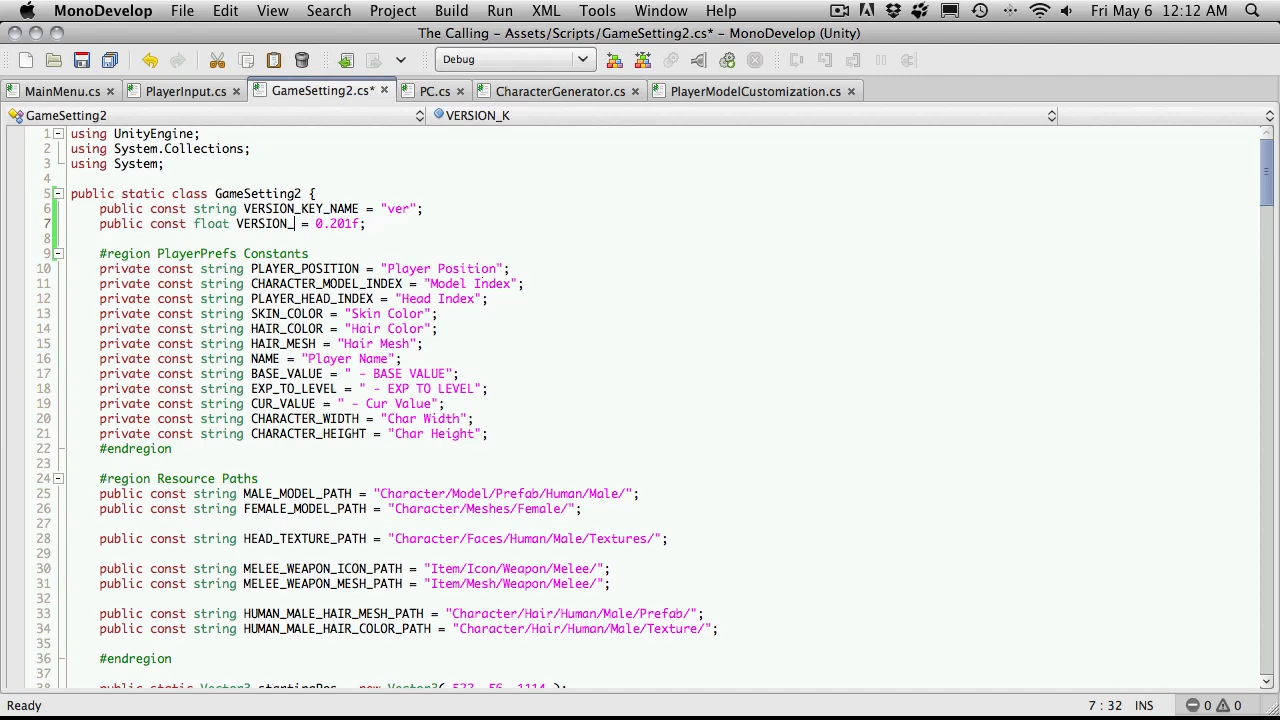 MonoDevelop File Edit View Search Project Build Run XML Tools Window Help Fri May 6 12:12 AM
The Calling - Assets/Scripts/GameSetting2.cs* - MonoDevelop (Unity)
Debug
MainMenu.cs PlayerInput.cs GameSetting2.cs* PC.cs CharacterGenerator.cs PlayerModelCustomization.cs
GameSetting2 VERSION_K
1 using UnityEngine;
2 using System.Collections;
3 using System;
4
5 public static class GameSetting2 {
6 public const string VERSION_KEY_NAME = "ver";
7 public const float VERSION_ = 0.201f;
8
9 #region PlayerPrefs Constants
10 private const string PLAYER_POSITION = "Player Position";
11 private const string CHARACTER_MODEL_INDEX = "Model Index";
12 private const string PLAYER_HEAD_INDEX = "Head Index";
13 private const string SKIN_COLOR = "Skin Color";
14 private const string HAIR_COLOR = "Hair Color";
15 private const string HAIR_MESH = "Hair Mesh";
16 private const string NAME = "Player Name";
17 private const string BASE_VALUE = " - BASE VALUE";
18 private const string EXP_TO_LEVEL = " - EXP TO LEVEL";
19 private const string CUR_VALUE = " - Cur Value";
20 private const string CHARACTER_WIDTH = "Char Width";
21 private const string CHARACTER_HEIGHT = "Char Height";
22 #endregion
23
24 #region Resource Paths
25 public const string MALE_MODEL_PATH = "Character/Model/Prefab/Human/Male/";
26 public const string FEMALE_MODEL_PATH = "Character/Meshes/Female/";
27
28 public const string HEAD_TEXTURE_PATH = "Character/Faces/Human/Male/Textures/";
29
30 public const string MELEE_WEAPON_ICON_PATH = "Item/Icon/Weapon/Melee/";
31 public const string MELEE_WEAPON_MESH_PATH = "Item/Mesh/Weapon/Melee/";
32
33 public const string HUMAN_MALE_HAIR_MESH_PATH = "Character/Hair/Human/Male/Prefab/";
34 public const string HUMAN_MALE_HAIR_COLOR_PATH = "Character/Hair/Human/Male/Texture/";
35
36 #endregion
37
38 public static Vector3 startingPos = new Vector3( 522, 56, 1114 );
Ready 7 : 32 INS 0 0